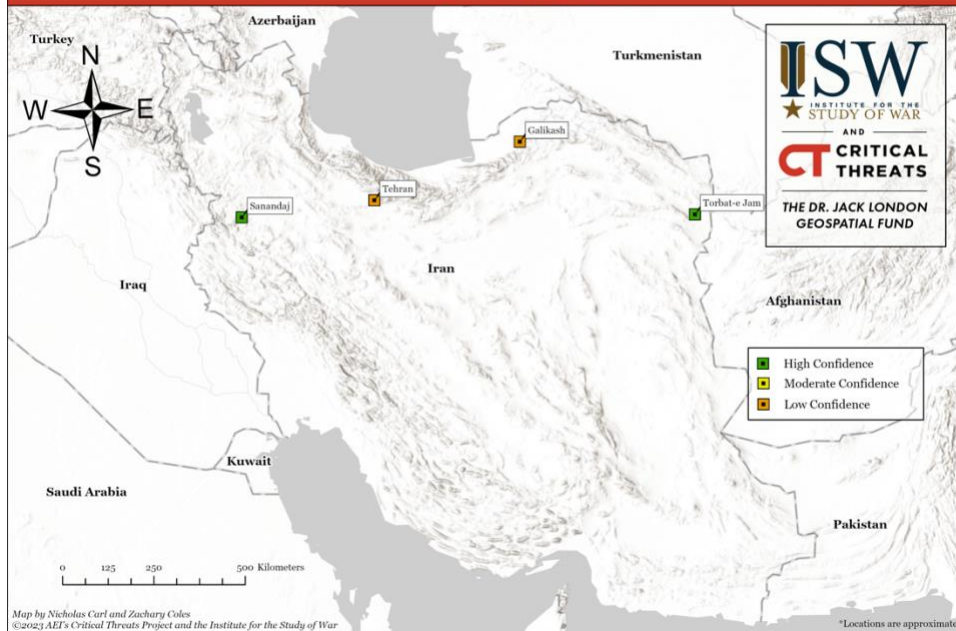 Azerbaijan
Turkey
N
W E
S
Turkmenistan
ISW
INSTITUTE FOR THE
STUDY OF WAR
AND
CT CRITICAL
THREATS
THE DR. JACK LONDON
GEOSPATIAL FUND
Galikash
Tehran
Sanandaj
Torbat-e Jam
Iran
Iraq
Afghanistan
High Confidence
Moderate Confidence
Low Confidence
Kuwait
Saudi Arabia
Pakistan
0 125 250 500 Kilometers
Map by Nicholas Carl and Zachary Coles
©2023 AEI's Critical Threats Project and the Institute for the Study of War
*Locations are approximate